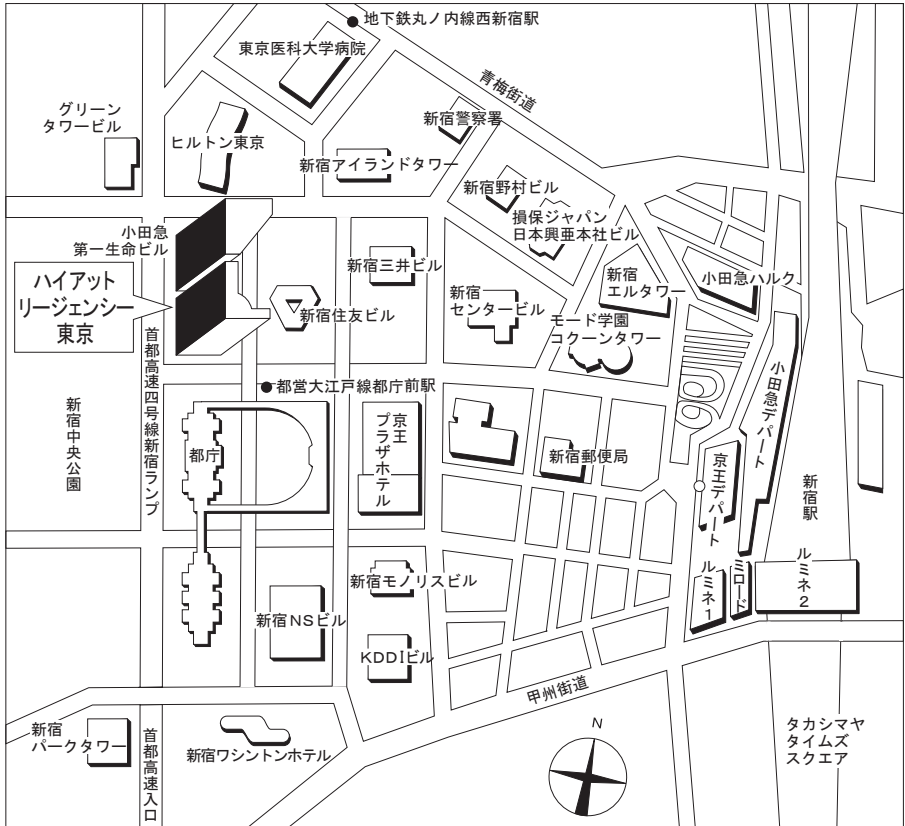 地下鉄丸ノ内線西新宿駅
東京医科大学病院
青梅街道
グリーン
タワービル
新宿警察署
ヒルトン東京
新宿アイランドタワー
新宿野村ビル
損保ジャパン
日本興亜本社ビル
小田急
第一生命ビル
新宿三井ビル
新宿
エルタワー
小田急ハルク
ハイアット
リージェンシー
東京
新宿住友ビル
新宿
センタービル
モード学園
コクーンタワー
首都高速四号線新宿ランプ
小田急デパート
都営大江戸線都庁前駅
新宿中央公園
都庁
京王
プラザホテル
新宿郵便局
京王デパート
新宿駅
新宿モノリスビル
ルミネ1
ミロード
ルミネ2
新宿NSビル
KDDIビル
甲州街道
新宿
パークタワー
首都高速入口
新宿ワシントンホテル
N
タカシマヤ
タイムズ
スクエア